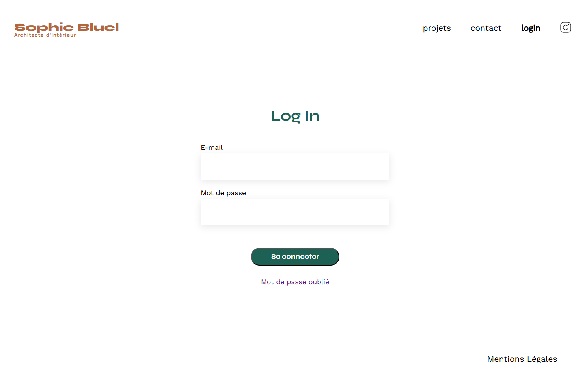 Sophie Bluel
Architecte d'intérieur
projets
contact
login
Log In
E-mail
Mot de passe
Se connecter
Mot de passe oublié
Mentions Légales